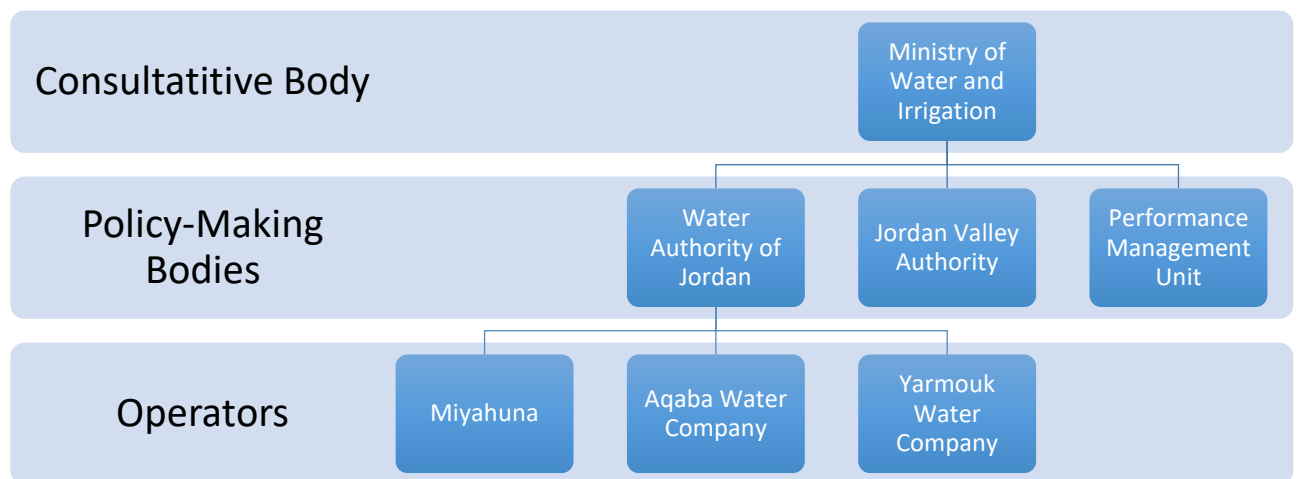 Consultatitive Body
Ministry of
Water and
Irrigation
Policy-Making
Bodies
Water
Authority of
Jordan
Jordan Valley
Authority
Performance
Management
Unit
Operators
Miyahuna
Aqaba Water
Company
Yarmouk
Water
Company